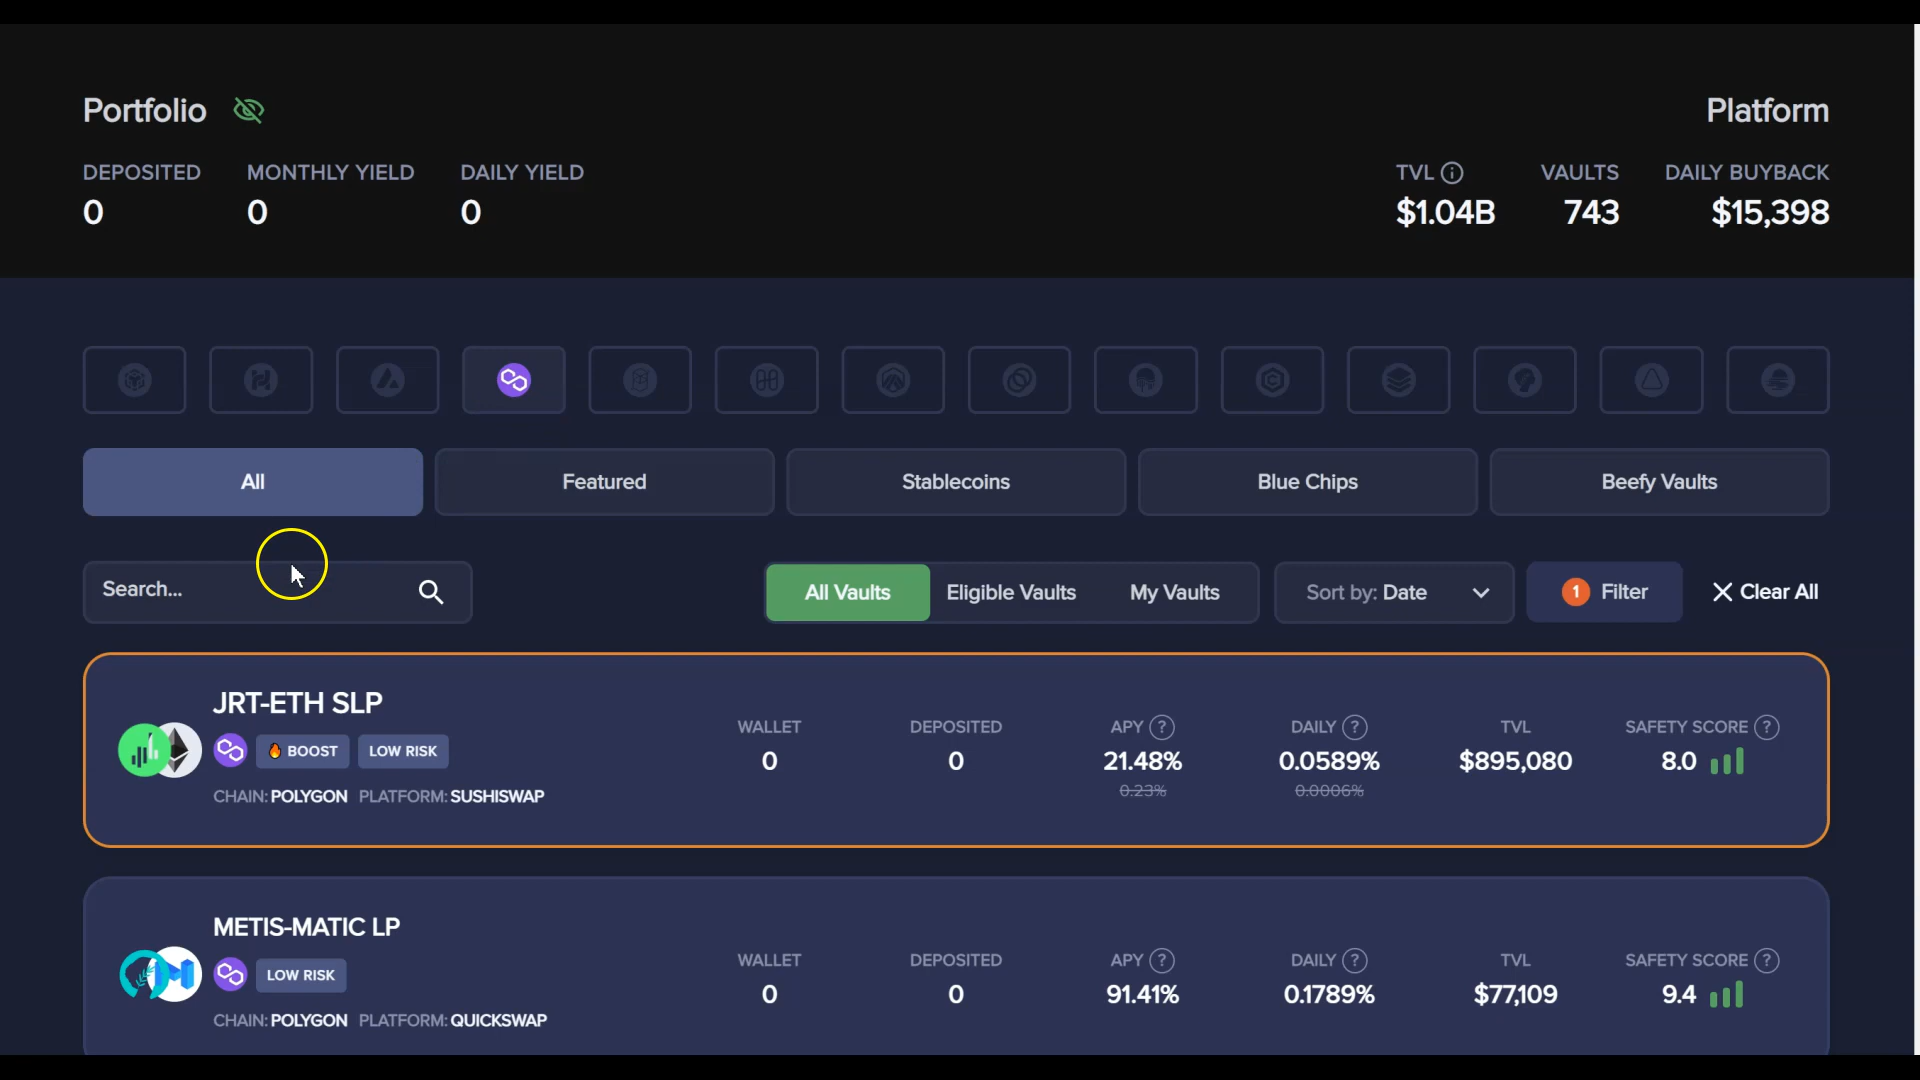 Portfolio
Platform
DEPOSITED MONTHLY YIELD DAILY YIELD
0 0 0
TVL VAULTS DAILY BUYBACK
$1.04B 743 $15,398
All Featured Stablecoins Blue Chips Beefy Vaults
Search... All Vaults Eligible Vaults My Vaults Sort by: Date 1 Filter Clear All
JRT-ETH SLP
BOOST LOW RISK
CHAIN: POLYGON PLATFORM: SUSHISWAP
WALLET DEPOSITED APY ? DAILY ? TVL SAFETY SCORE ?
0 0 21.48% 0.0589% $895,080 8.0
0.23% 0.0006%
METIS-MATIC LP
LOW RISK
CHAIN: POLYGON PLATFORM: QUICKSWAP
WALLET DEPOSITED APY ? DAILY ? TVL SAFETY SCORE ?
0 0 91.41% 0.1789% $77,109 9.4